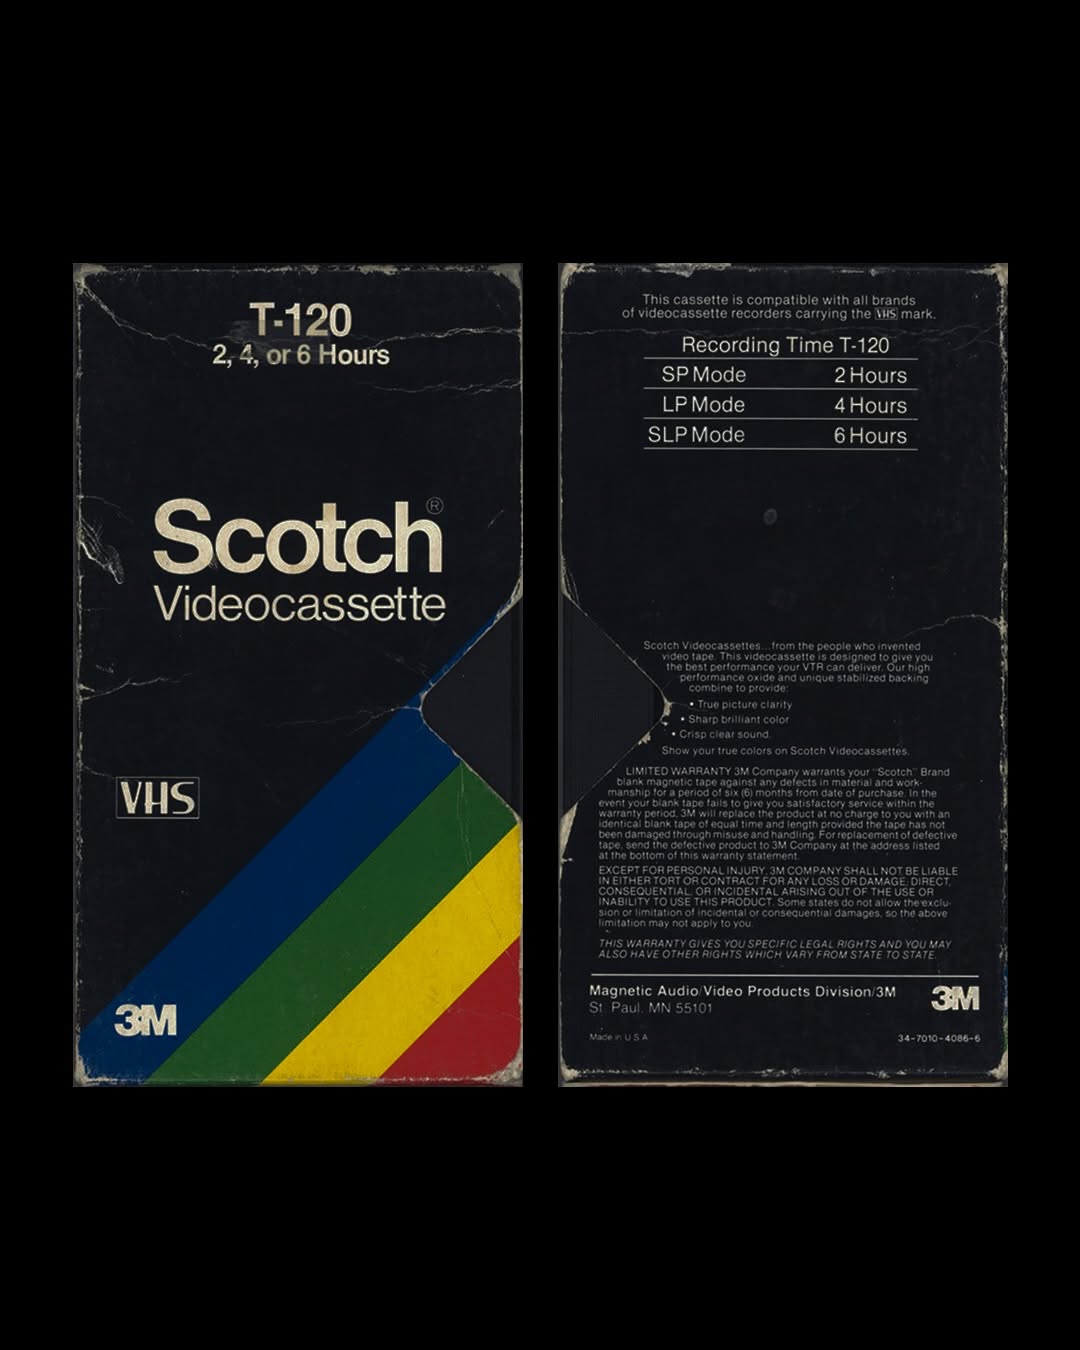 T-120
2, 4, or 6 Hours
Scotch®
Videocassette
VHS
3M
This cassette is compatible with all brands
of videocassette recorders carrying the VHS mark.
Recording Time T-120
SP Mode 2 Hours
LP Mode 4 Hours
SLP Mode 6 Hours
Scotch Videocassettes...from the people who invented
video tape. This videocassette is designed to give you
the best performance your VTR can deliver. Our high
performance oxide and unique stabilized backing
combine to provide:
• True picture clarity
• Sharp brilliant color
• Crisp clear sound.
Show your true colors on Scotch Videocassettes.
LIMITED WARRANTY 3M Company warrants your "Scotch" Brand
blank magnetic tape against any defects in material and work-
manship for a period of six (6) months from date of purchase. In the
event your blank tape fails to give you satisfactory service within the
warranty period, 3M will replace the product at no charge to you with an
identical blank tape of equal time and length provided the tape has not
been damaged through misuse and handling. For replacement of defective
tape, send the defective product to 3M Company at the address listed
at the bottom of this warranty statement.
EXCEPT FOR PERSONAL INJURY, 3M COMPANY SHALL NOT BE LIABLE
IN EITHER TORT OR CONTRACT FOR ANY LOSS OR DAMAGE, DIRECT,
CONSEQUENTIAL, OR INCIDENTAL ARISING OUT OF THE USE OR
INABILITY TO USE THIS PRODUCT. Some states do not allow the exclu-
sion or limitation of incidental or consequential damages, so the above
limitation may not apply to you.
THIS WARRANTY GIVES YOU SPECIFIC LEGAL RIGHTS AND YOU MAY
ALSO HAVE OTHER RIGHTS WHICH VARY FROM STATE TO STATE.
Magnetic Audio/Video Products Division/3M
St. Paul, MN 55101
3M
Made in U.S.A.
34-7010-4086-6